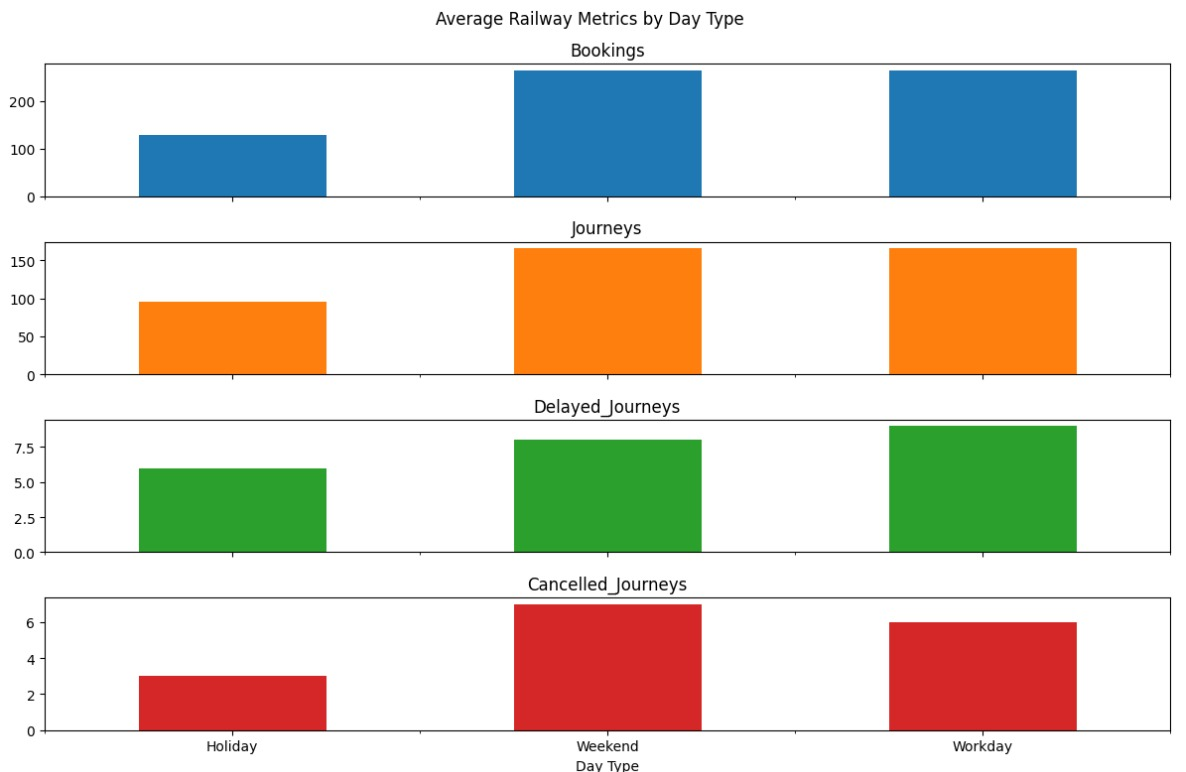 Average Railway Metrics by Day Type
Bookings
200
100
0
Journeys
150
100
50
0
Delayed_Journeys
7.5
5.0
2.5
0.0
Cancelled_Journeys
6
4
2
0
Holiday Weekend Workday
Day Type